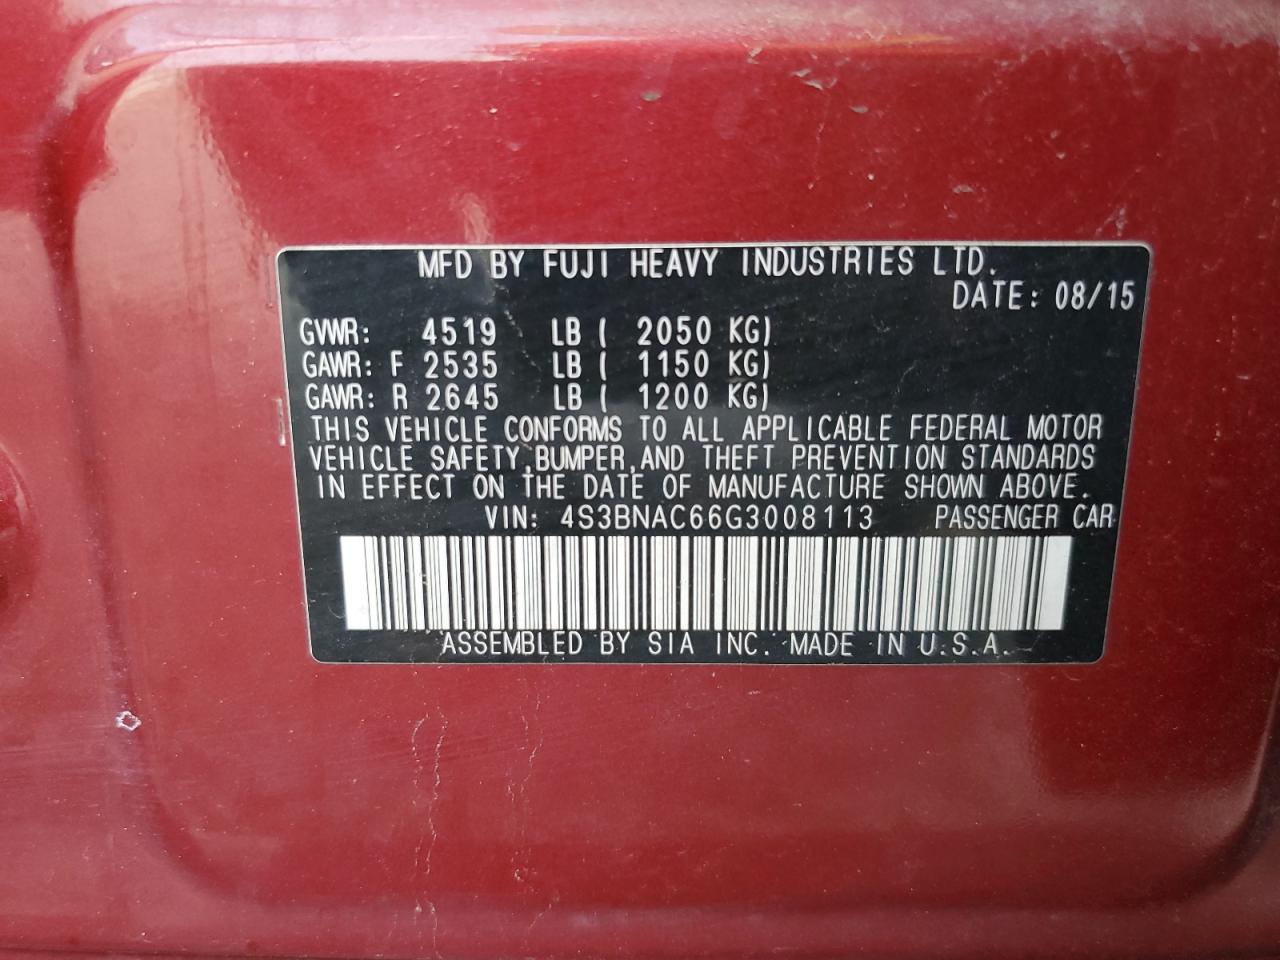 MFD BY FUJI HEAVY INDUSTRIES LTD.
DATE: 08/15
GVWR: 4519 LB ( 2050 KG)
GAWR: F 2535 LB ( 1150 KG)
GAWR: R 2645 LB ( 1200 KG)
THIS VEHICLE CONFORMS TO ALL APPLICABLE FEDERAL MOTOR
VEHICLE SAFETY,BUMPER,AND THEFT PREVENTION STANDARDS
IN EFFECT ON THE DATE OF MANUFACTURE SHOWN ABOVE.
VIN: 4S3BNAC66G3008113 PASSENGER CAR
ASSEMBLED BY SIA INC. MADE IN U.S.A.